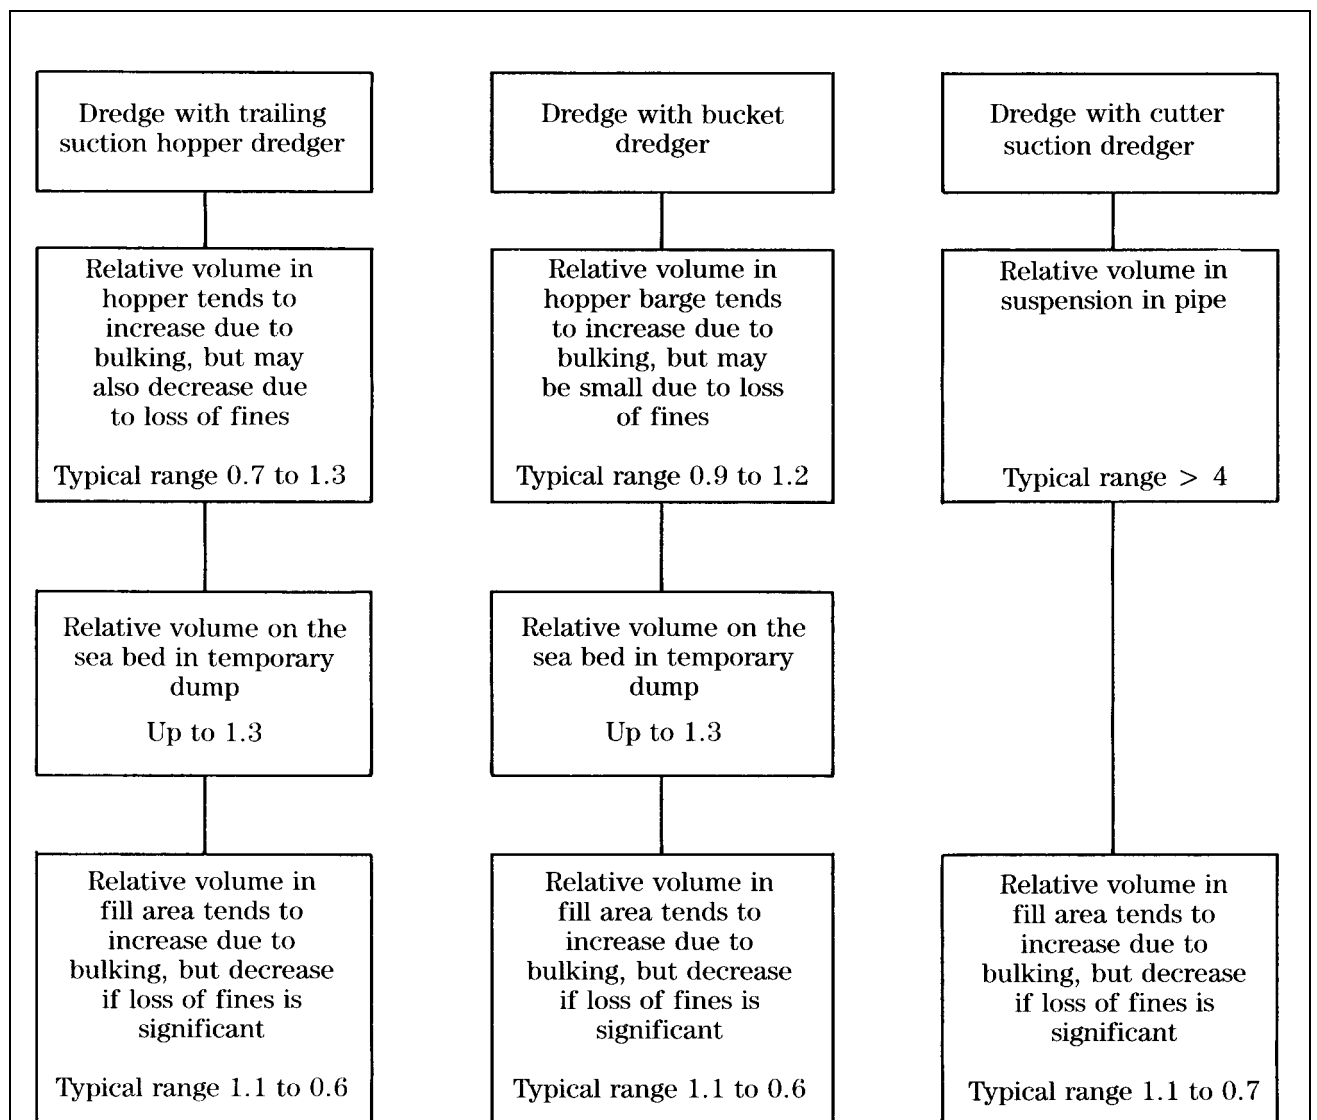 Dredge with trailing
suction hopper dredger
Relative volume in
hopper tends to
increase due to
bulking, but may
also decrease due
to loss of fines
Typical range 0.7 to 1.3
Relative volume on the
sea bed in temporary
dump
Up to 1.3
Relative volume in
fill area tends to
increase due to
bulking, but decrease
if loss of fines is
significant
Typical range 1.1 to 0.6
Dredge with bucket
dredger
Relative volume in
hopper barge tends
to increase due to
bulking, but may
be small due to loss
of fines
Typical range 0.9 to 1.2
Relative volume on the
sea bed in temporary
dump
Up to 1.3
Relative volume in
fill area tends to
increase due to
bulking, but decrease
if loss of fines is
significant
Typical range 1.1 to 0.6
Dredge with cutter
suction dredger
Relative volume in
suspension in pipe
Typical range > 4
Relative volume in
fill area tends to
increase due to
bulking, but decrease
if loss of fines is
significant
Typical range 1.1 to 0.7